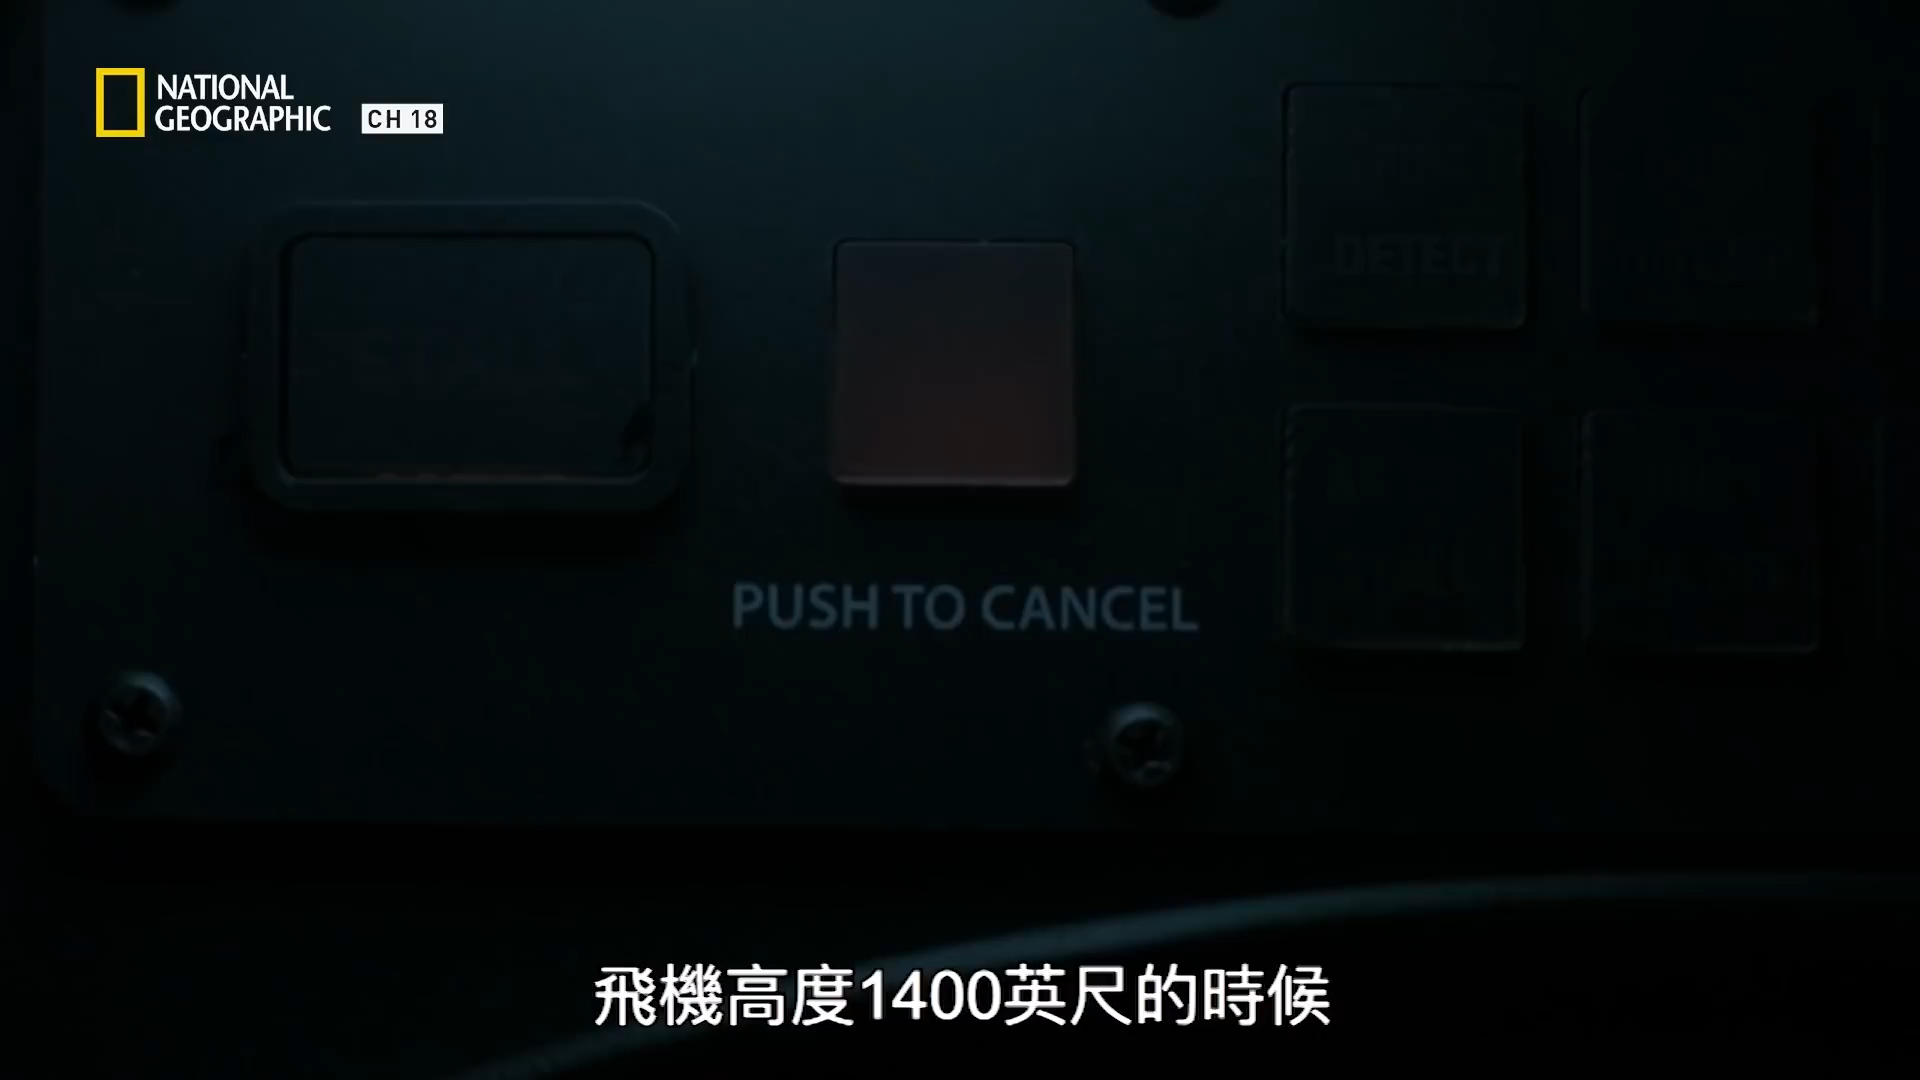 NATIONAL
GEOGRAPHIC
CH 18
DETECT
PUSH TO CANCEL
飛機高度1400英尺的時候